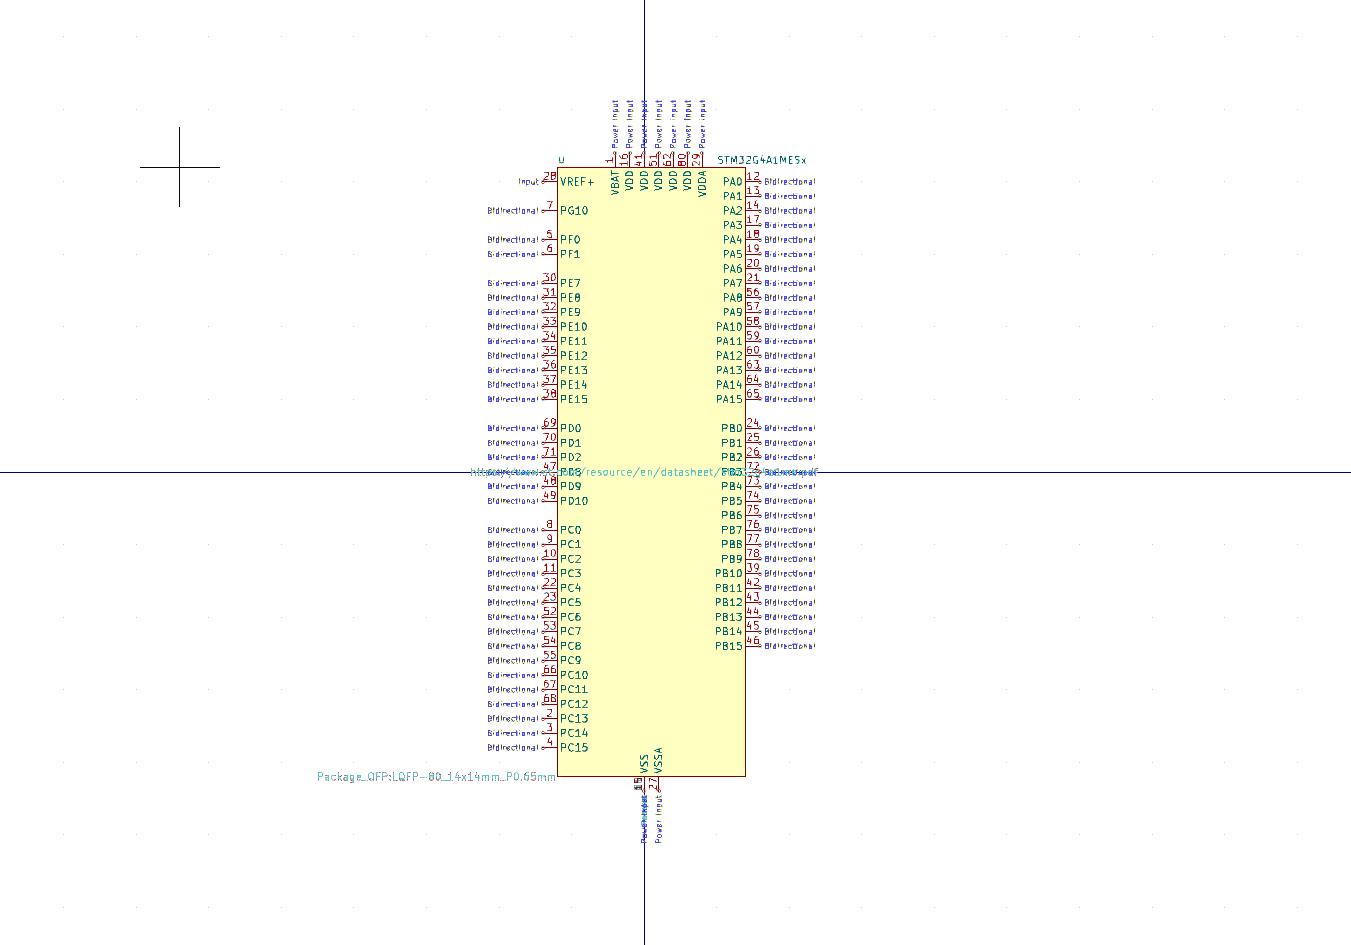 Power Input Power Input Power Input Power Input Power Input Power Input Power Input
1 16 41 51 62 80 29
U STM32G4A1MESx
VBAT VDD VDD VDD VDD VDD VDDA
Input 28 VREF+ PA0 12 Bidirectional
PA1 13 Bidirectional
Bidirectional 7 PG10 PA2 14 Bidirectional
PA3 17 Bidirectional
Bidirectional 5 PF0 PA4 18 Bidirectional
Bidirectional 6 PF1 PA5 19 Bidirectional
PA6 20 Bidirectional
Bidirectional 30 PE7 PA7 21 Bidirectional
Bidirectional 31 PE8 PA8 56 Bidirectional
Bidirectional 32 PE9 PA9 57 Bidirectional
Bidirectional 33 PE10 PA10 58 Bidirectional
Bidirectional 34 PE11 PA11 59 Bidirectional
Bidirectional 35 PE12 PA12 60 Bidirectional
Bidirectional 36 PE13 PA13 63 Bidirectional
Bidirectional 37 PE14 PA14 64 Bidirectional
Bidirectional 38 PE15 PA15 65 Bidirectional
Bidirectional 69 PD0 PB0 24 Bidirectional
Bidirectional 70 PD1 PB1 25 Bidirectional
Bidirectional 71 PD2 PB2 26 Bidirectional
47 PD8 /resource/en/datasheet/ PB3 72
Bidirectional 48 PD9 PB4 73 Bidirectional
Bidirectional 49 PD10 PB5 74 Bidirectional
PB6 75 Bidirectional
Bidirectional 8 PC0 PB7 76 Bidirectional
Bidirectional 9 PC1 PB8 77 Bidirectional
Bidirectional 10 PC2 PB9 78 Bidirectional
Bidirectional 11 PC3 PB10 39 Bidirectional
Bidirectional 22 PC4 PB11 42 Bidirectional
Bidirectional 23 PC5 PB12 43 Bidirectional
Bidirectional 52 PC6 PB13 44 Bidirectional
Bidirectional 53 PC7 PB14 45 Bidirectional
Bidirectional 54 PC8 PB15 46 Bidirectional
Bidirectional 55 PC9
Bidirectional 66 PC10
Bidirectional 67 PC11
Bidirectional 68 PC12
Bidirectional 2 PC13
Bidirectional 3 PC14
Bidirectional 4 PC15
VSS VSSA
Package_QFP:LQFP-80_14x14mm_P0.65mm
27
Power Input